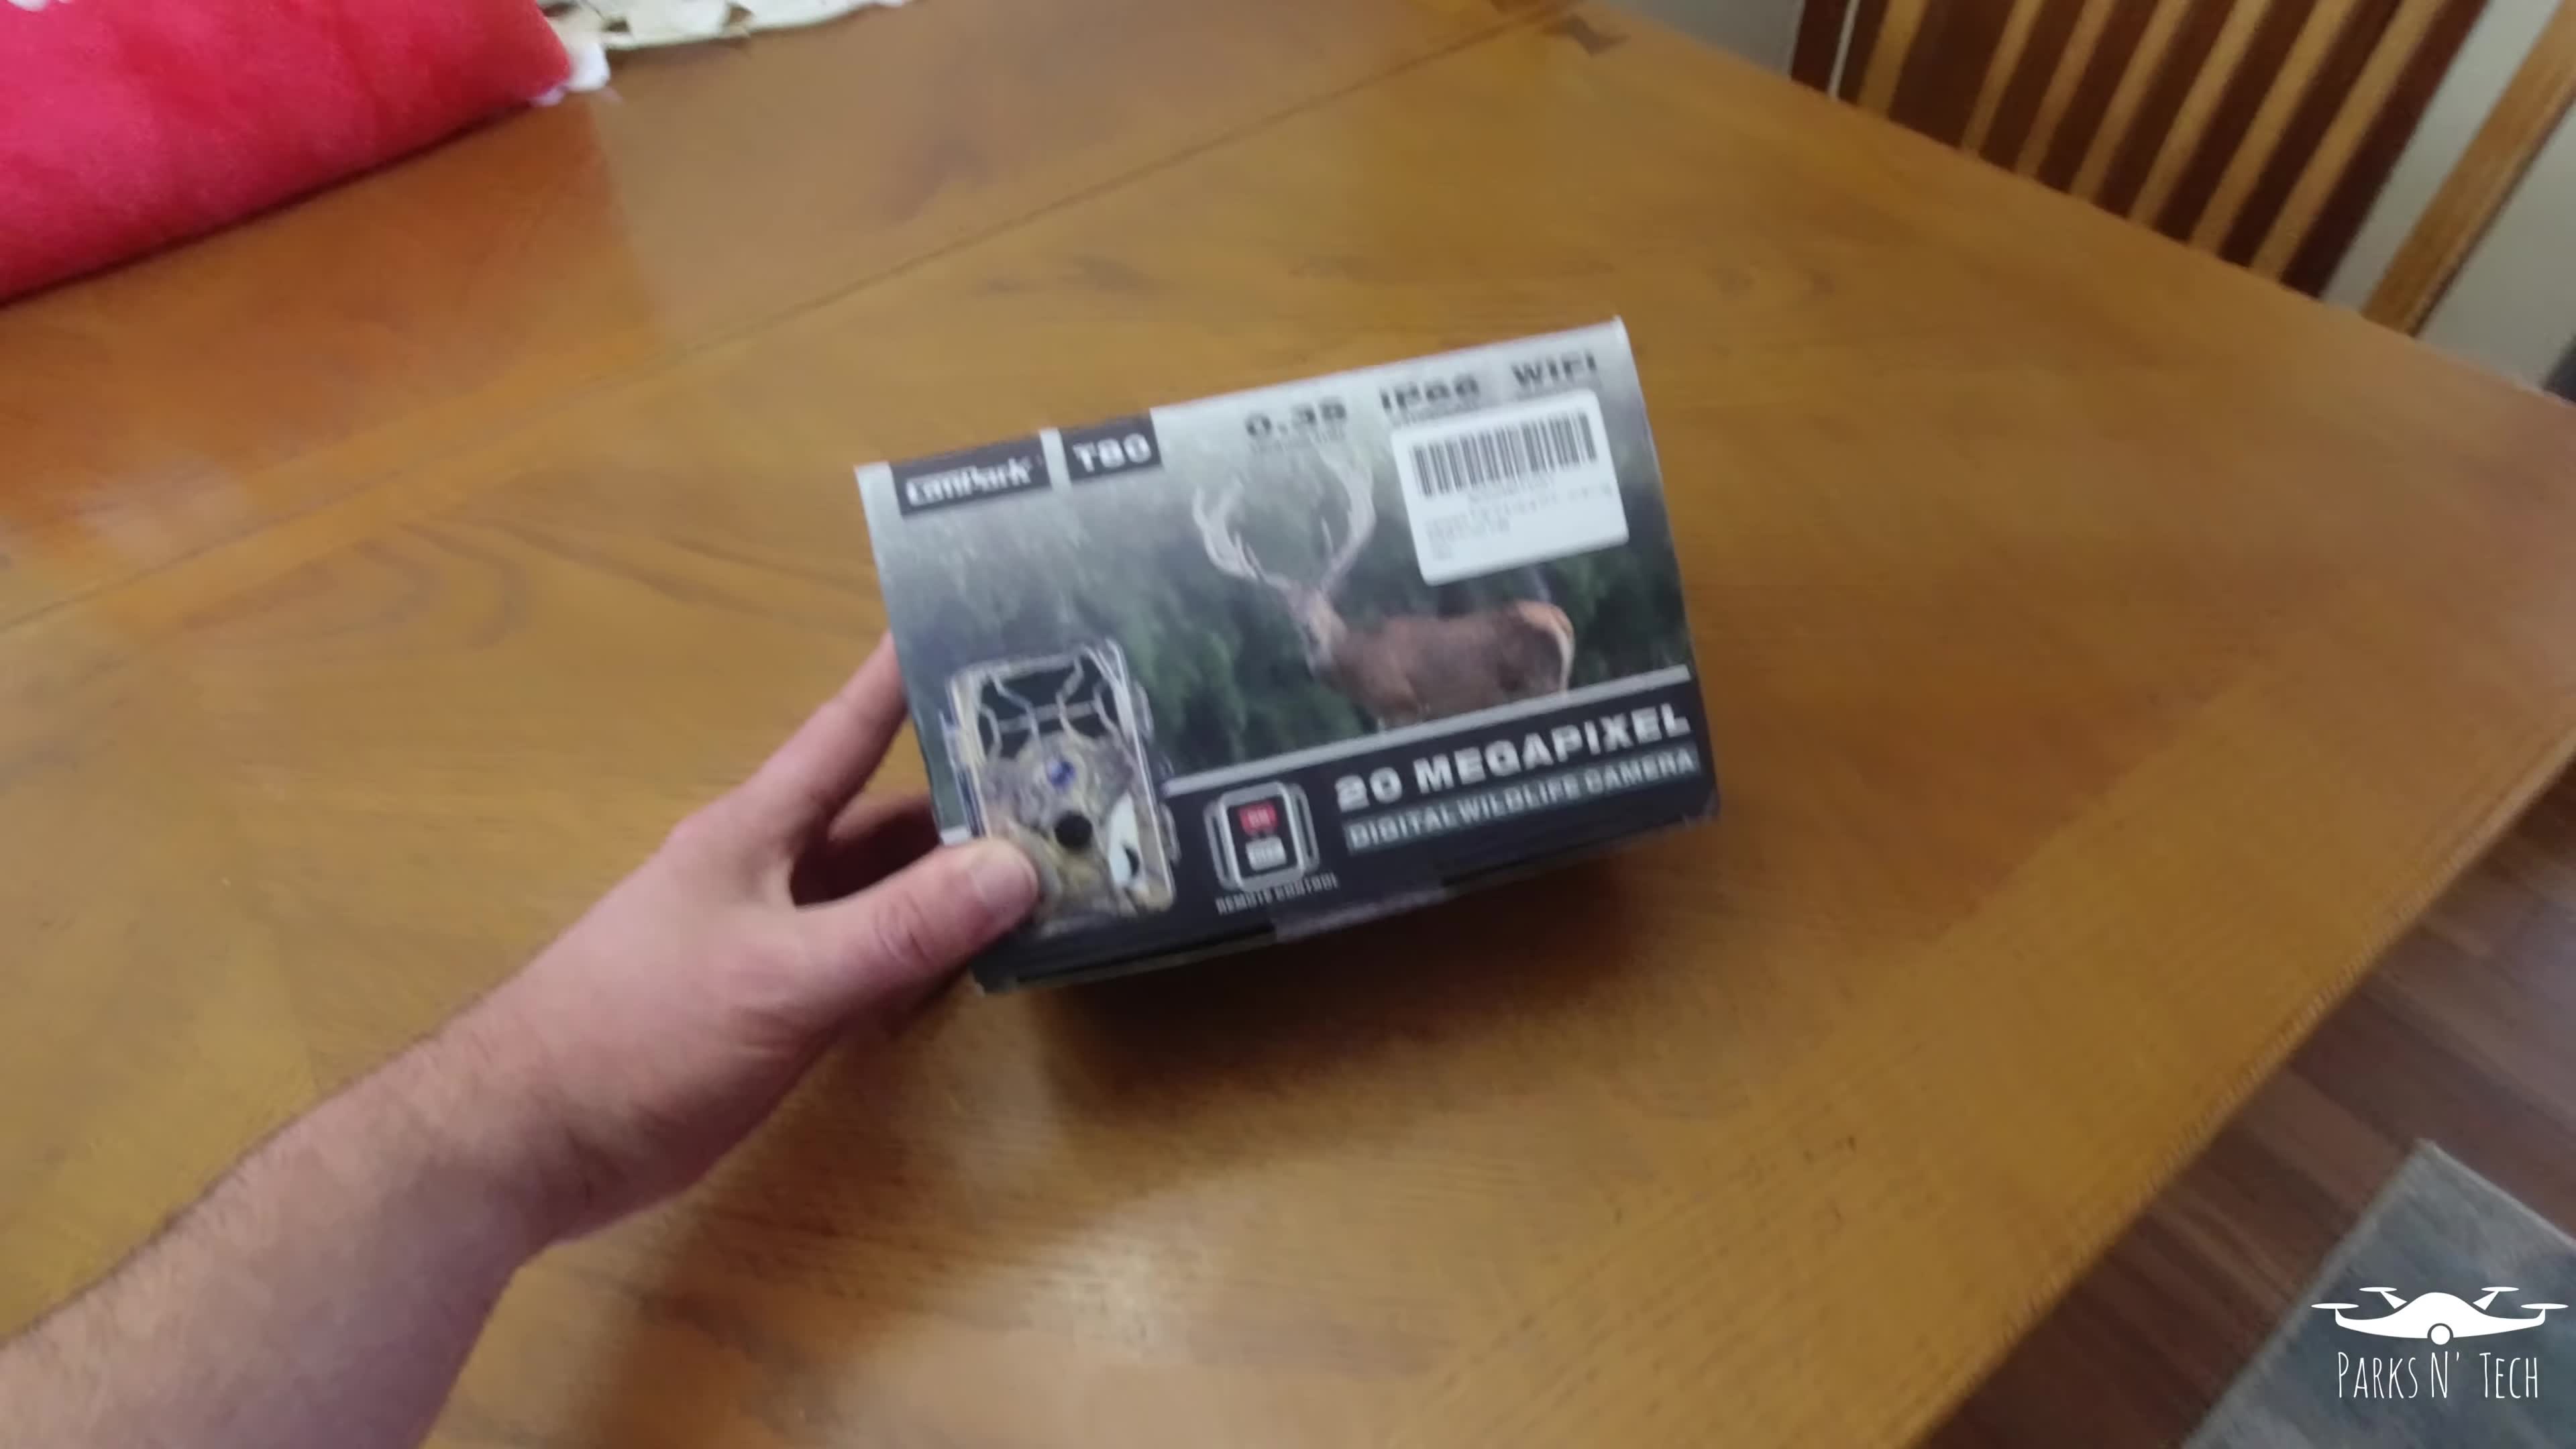 CamPark
T80
0.3S
IP66
WIFI
20 MEGAPIXEL
DIGITAL WILDLIFE CAMERA
REMOTE CONTROL
PARKS N' TECH